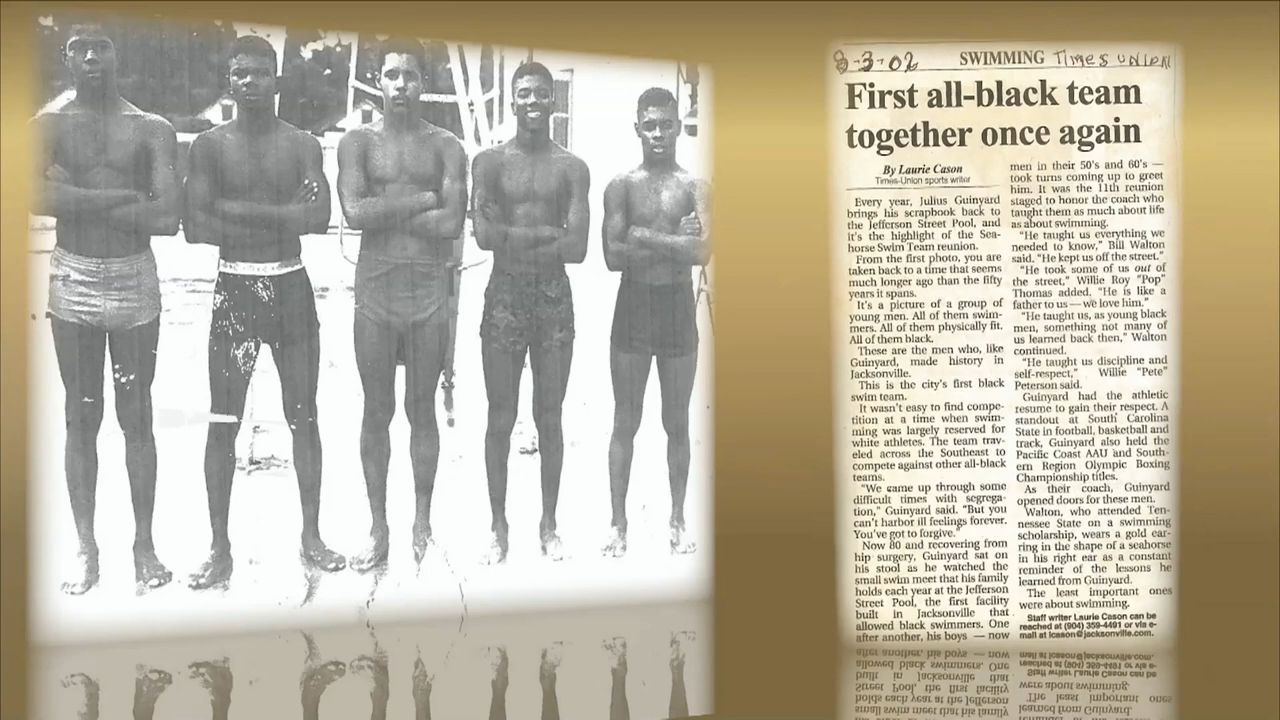 8-3-02 SWIMMING Times Union
First all-black team
together once again
By Laurie Cason
Times-Union sports writer
Every year, Julius Guinyard
brings his scrapbook back to
the Jefferson Street Pool, and
it's the highlight of the Sea-
horse Swim Team reunion.
From the first photo, you are
taken back to a time that seems
much longer ago than the fifty
years it spans.
It's a picture of a group of
young men. All of them swim-
mers. All of them physically fit.
All of them black.
These are the men who, like
Guinyard, made history in
Jacksonville.
This is the city's first black
swim team.
It wasn't easy to find compe-
tition at a time when swim-
ming was largely reserved for
white athletes. The team trav-
eled across the Southeast to
compete against other all-black
teams.
"We came up through some
difficult times with segrega-
tion," Guinyard said. "But you
can't harbor ill feelings forever.
You've got to forgive."
Now 80 and recovering from
hip surgery, Guinyard sat on
his stool as he watched the
small swim meet that his family
holds each year at the Jefferson
Street Pool, the first facility
built in Jacksonville that
allowed black swimmers. One
after another, his boys — now
men in their 50's and 60's —
took turns coming up to greet
him. It was the 11th reunion
staged to honor the coach who
taught them as much about life
as about swimming.
"He taught us everything we
needed to know," Bill Walton
said. "He kept us off the street."
"He took some of us out of
the street," Willie Roy "Pop"
Thomas added. "He is like a
father to us — we love him."
"He taught us, as young black
men, something not many of
us learned back then," Walton
continued.
"He taught us discipline and
self-respect," Willie "Pete"
Peterson said.
Guinyard had the athletic
resume to gain their respect. A
standout at South Carolina
State in football, basketball and
track, Guinyard also held the
Pacific Coast AAU and South-
ern Region Olympic Boxing
Championship titles.
As their coach, Guinyard
opened doors for these men.
Walton, who attended Ten-
nessee State on a swimming
scholarship, wears a gold ear-
ring in the shape of a seahorse
in his right ear as a constant
reminder of the lessons he
learned from Guinyard.
The least important ones
were about swimming.
Staff writer Laurie Cason can be
reached at (904) 359-4491 or via e-
mail at lcason@jacksonville.com.